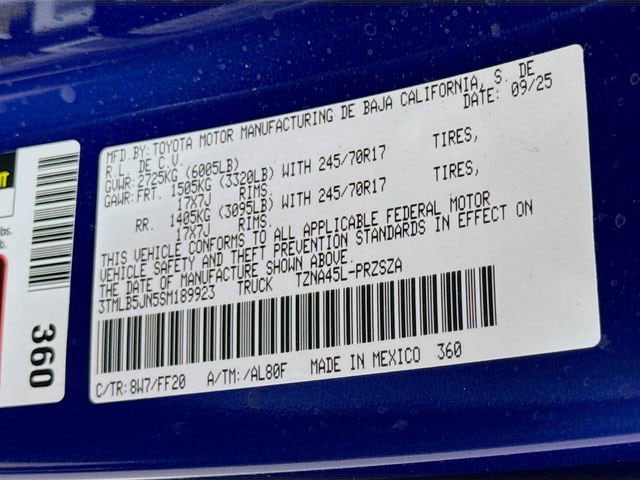 MFD.BY:TOYOTA MOTOR MANUFACTURING DE BAJA CALIFORNIA, S. DE
R.L. DE C.V. DATE: 09/25
GVWR: 2725KG (6005LB)
GAWR: FRT. 1505KG (3320LB) WITH 245/70R17 TIRES,
17X7J RIMS
RR. 1405KG (3095LB) WITH 245/70R17 TIRES,
17X7J RIMS
THIS VEHICLE CONFORMS TO ALL APPLICABLE FEDERAL MOTOR
VEHICLE SAFETY AND THEFT PREVENTION STANDARDS IN EFFECT ON
THE DATE OF MANUFACTURE SHOWN ABOVE.
3TMLB5JN5SM189923 TRUCK TZNA45L-PRZSZA
C/TR:8W7/FF20 A/TM:/AL80F MADE IN MEXICO 360
lbs.
360